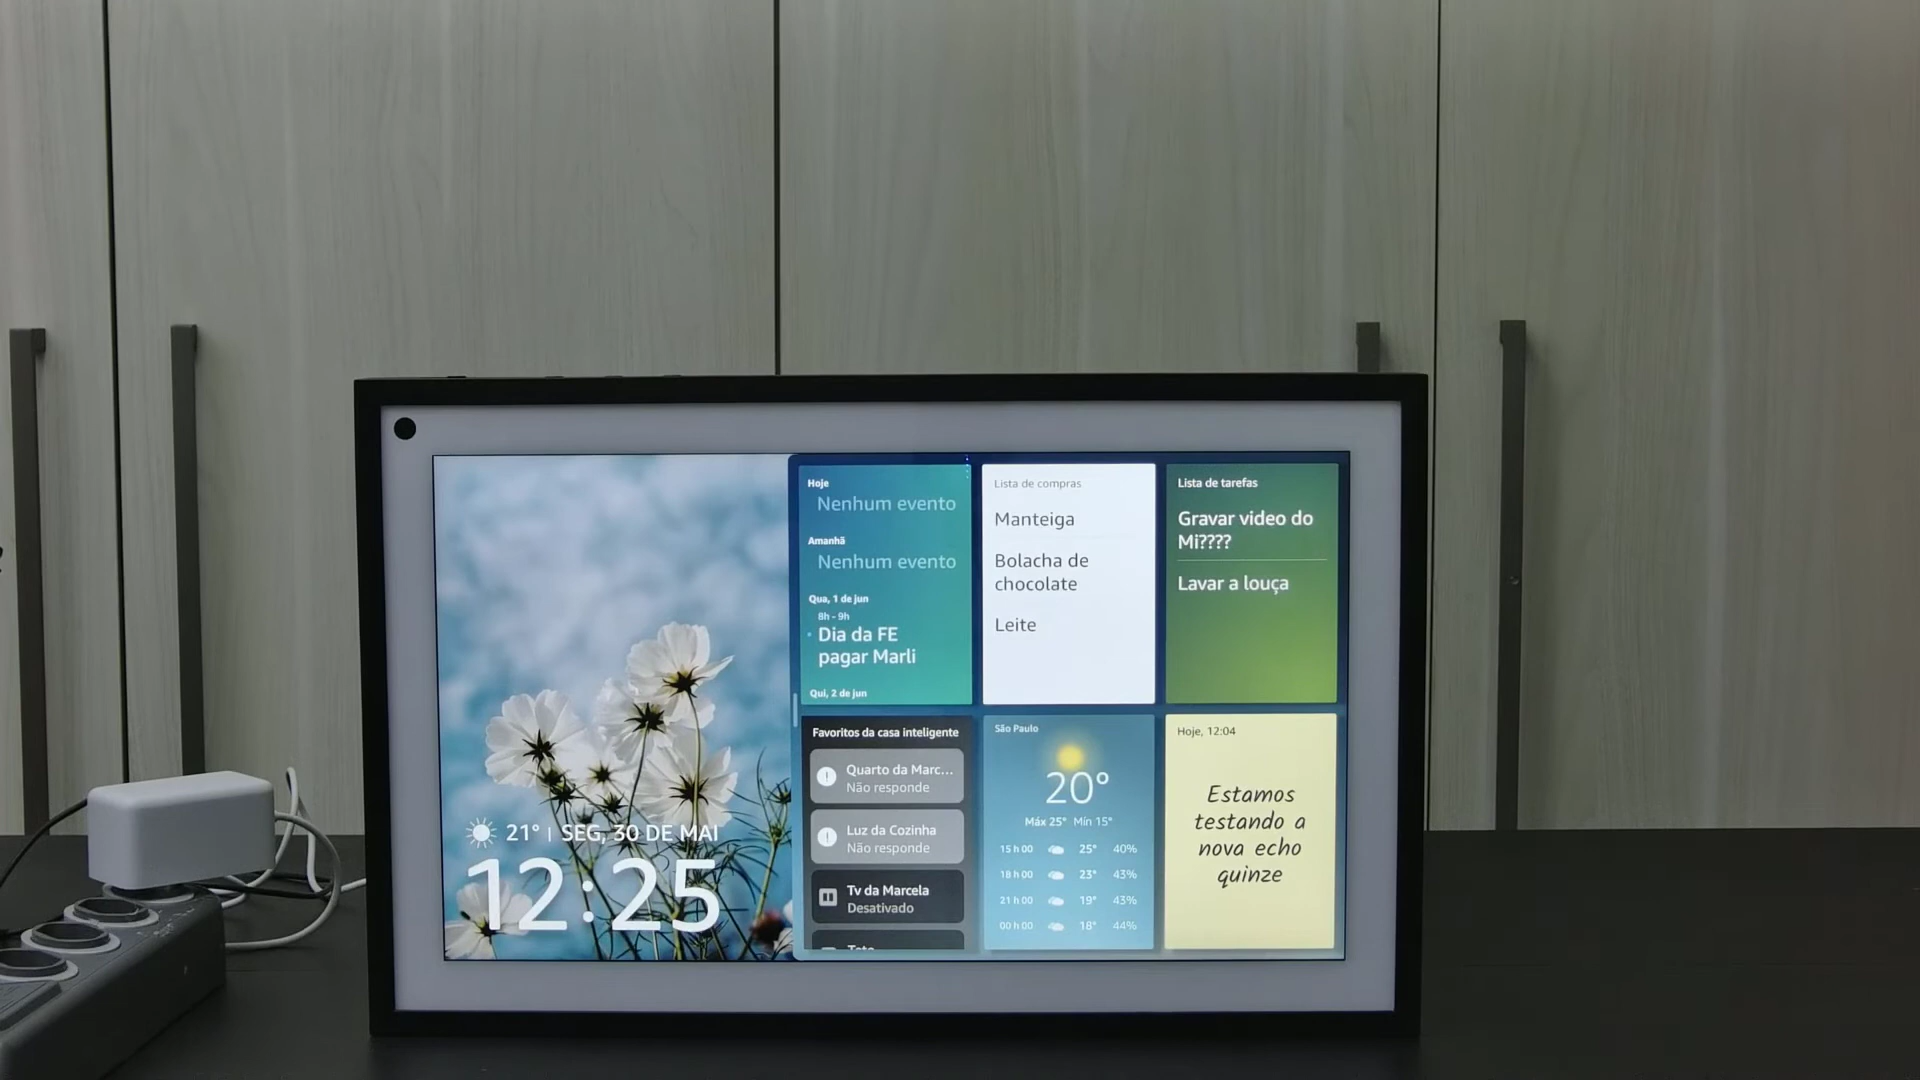 21° | SEG, 30 DE MAI
12:25
Hoje
Nenhum evento
Amanhã
Nenhum evento
Qua, 1 de jun
8h - 9h
Dia da FE
pagar Marli
Qui, 2 de jun
Lista de compras
Manteiga
Bolacha de
chocolate
Leite
Lista de tarefas
Gravar video do
Mi????
Lavar a louça
Favoritos da casa inteligente
Quarto da Marc...
Não responde
Luz da Cozinha
Não responde
Tv da Marcela
Desativado
São Paulo
20°
Máx 25° Mín 15°
15 h 00 25° 40%
18 h 00 23° 43%
21 h 00 19° 43%
00 h 00 18° 44%
Hoje, 12:04
Estamos
testando a
nova echo
quinze